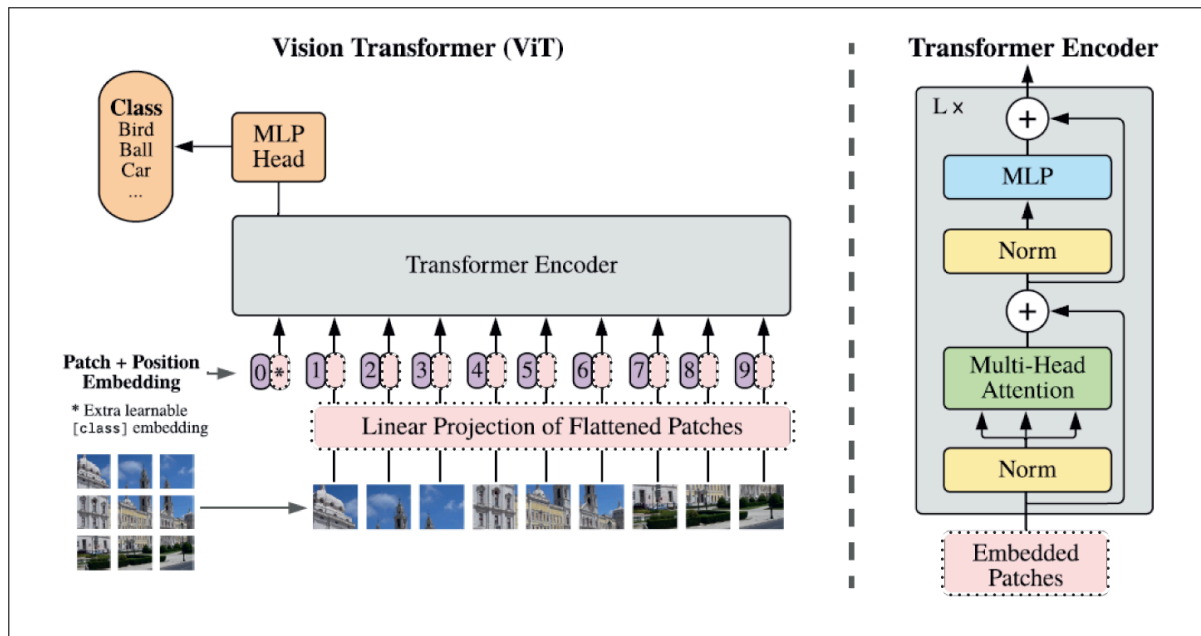 Vision Transformer (ViT)
Class
Bird
Ball
Car
...
MLP
Head
Transformer Encoder
Patch + Position
Embedding
* Extra learnable
[class] embedding
0 * 1 2 3 4 5 6 7 8 9
Linear Projection of Flattened Patches
Transformer Encoder
L ×
+
MLP
Norm
+
Multi-Head
Attention
Norm
Embedded
Patches